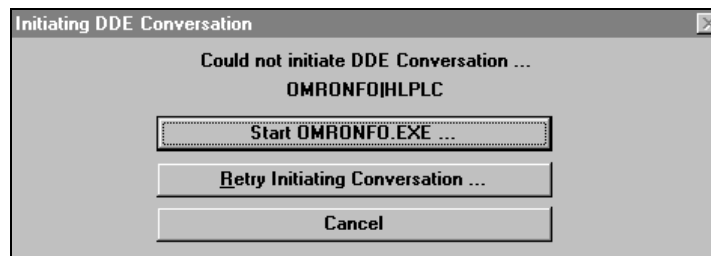 Initiating DDE Conversation
Could not initiate DDE Conversation ...
OMRONFO|HLPLC
Start OMRONFO.EXE ...
Retry Initiating Conversation ...
Cancel